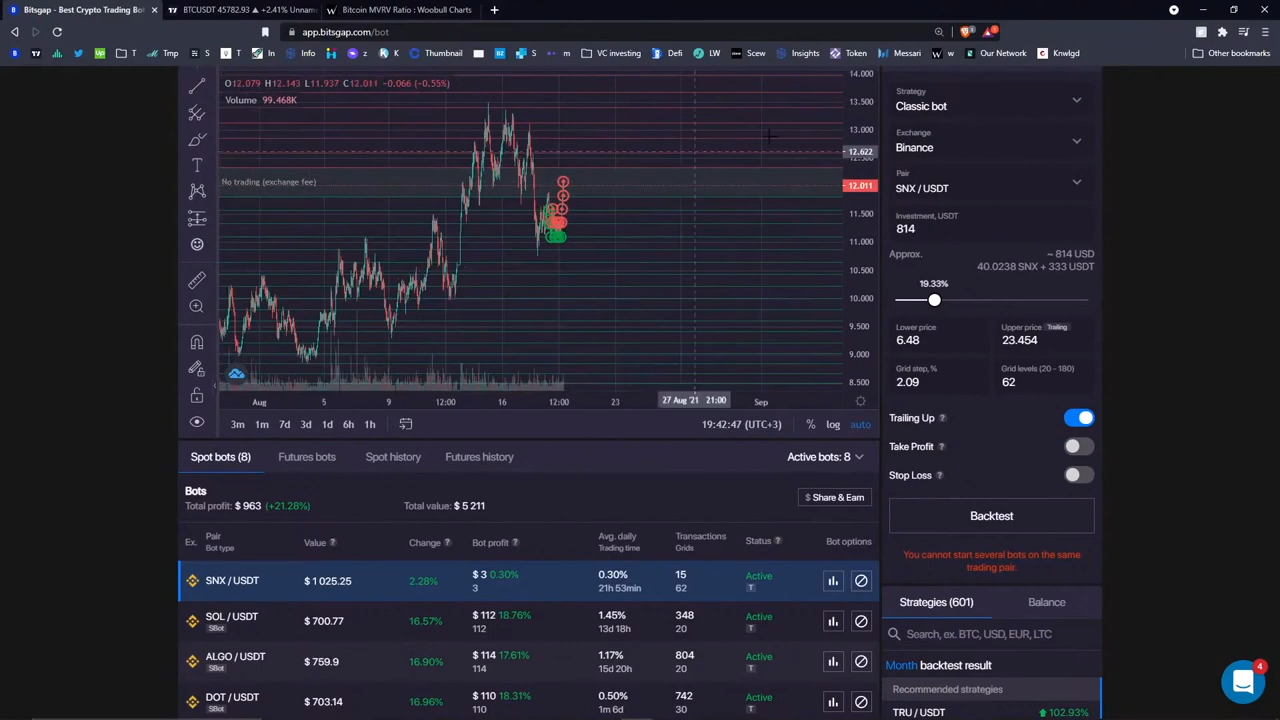 Bitsgap - Best Crypto Trading Bot
BTCUSDT 45782.93 ▲ +2.41% Unnam
Bitcoin MVRV Ratio : Woobull Charts
app.bitsgap.com/bot
T
Tmp
S
T
In
Info
z
K
Thumbnail
S
m
VC investing
Defi
LW
Scew
Insights
Token
Messari
w
Our Network
Knwlgd
Other bookmarks
O12.079 H12.143 L11.937 C12.011 -0.066 (-0.55%)
Volume 99.468K
No trading (exchange fee)
14.000
13.500
13.000
12.622
12.011
11.500
11.000
10.500
10.000
9.500
9.000
8.500
Aug 5 9 12:00 16 12:00 23 27 Aug '21 21:00 Sep
3m 1m 7d 3d 1d 6h 1h
19:42:47 (UTC+3) % log auto
Spot bots (8) Futures bots Spot history Futures history Active bots: 8
Bots
Total profit: $ 963 (+21.28%) Total value: $ 5 211
$ Share & Earn
Ex. Pair Value ? Change ? Bot profit ? Avg. daily Transactions Status ? Bot options
Bot type Trading time Grids
SNX / USDT $ 1 025.25 2.28% $ 3 0.30% 0.30% 15 Active
3 21h 53min 62 T
SOL / USDT $ 700.77 16.57% $ 112 18.76% 1.45% 348 Active
SBot 112 13d 18h 20 T
ALGO / USDT $ 759.9 16.90% $ 114 17.61% 1.17% 804 Active
SBot 114 15d 20h 20 T
DOT / USDT $ 703.14 16.96% $ 110 18.31% 0.50% 742 Active
SBot 110 1m 6d 30 T
Strategy
Classic bot
Exchange
Binance
Pair
SNX / USDT
Investment, USDT
814
Approx. ~ 814 USD
40.0238 SNX + 333 USDT
19.33%
Lower price Upper price Trailing
6.48 23.454
Grid step, % Grid levels (20 - 180)
2.09 62
Trailing Up ?
Take Profit ?
Stop Loss ?
Backtest
You cannot start several bots on the same
trading pair.
Strategies (601) Balance
Search, ex. BTC, USD, EUR, LTC
Month backtest result
Recommended strategies
TRU / USDT 102.93%
4